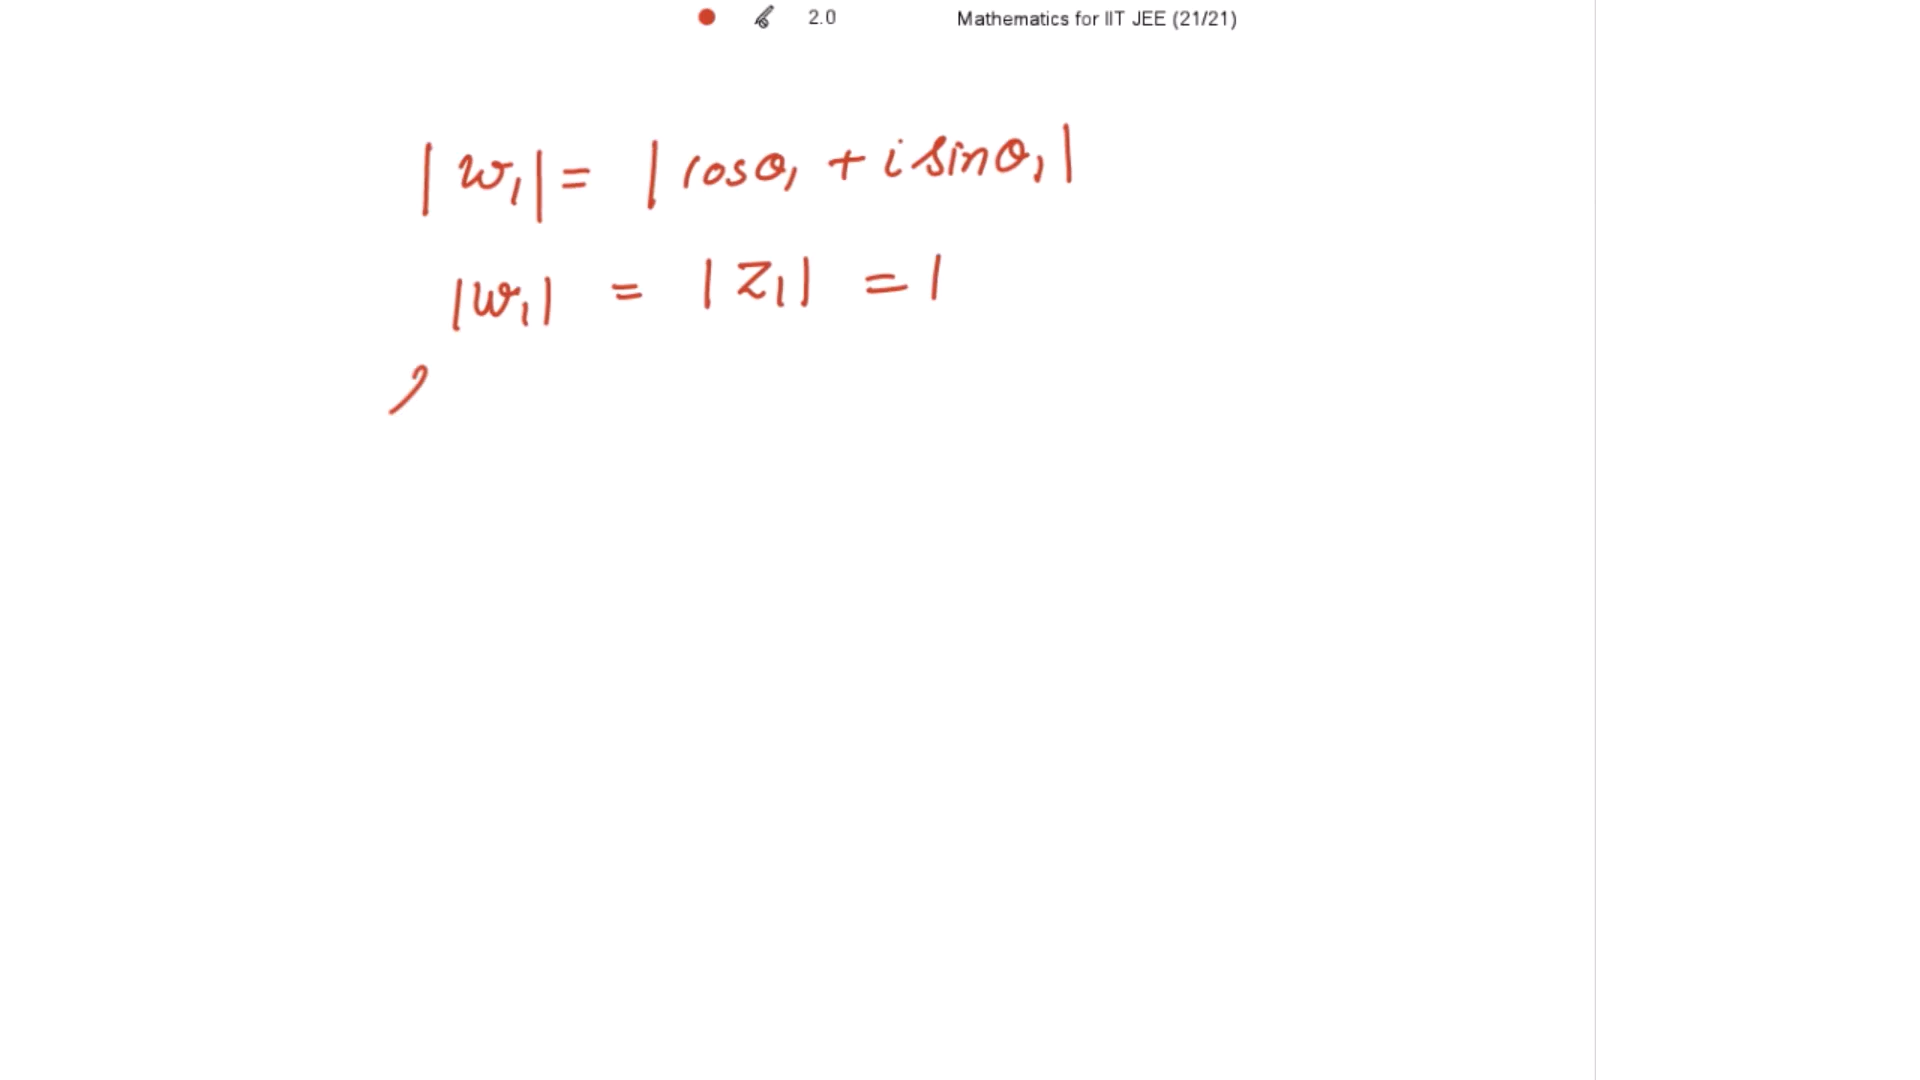 2.0 Mathematics for IIT JEE (21/21)
|w₁| = |cosθ₁ + i sinθ₁|
|w₁| = |z₁| = 1